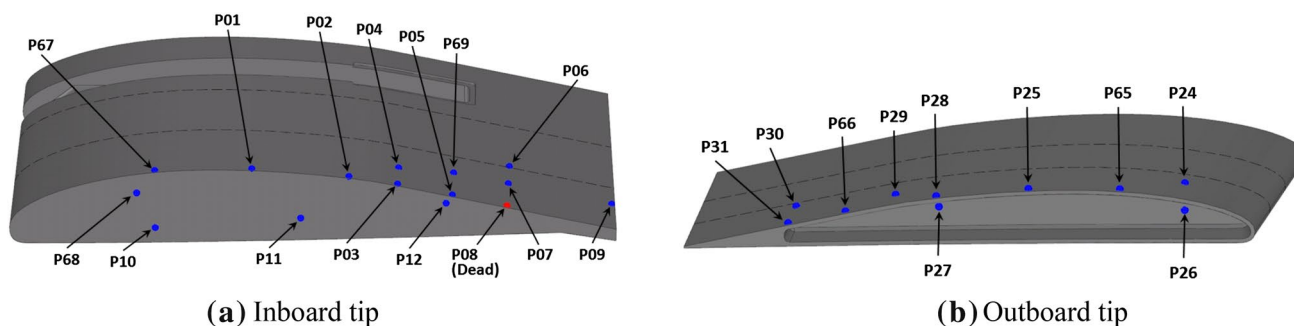 P67
P01
P02
P04
P05
P69
P06
P68
P10
P11
P03
P12
P08
(Dead)
P07
P09
(a) Inboard tip
P31
P30
P66
P29
P28
P25
P65
P24
P27
P26
(b) Outboard tip